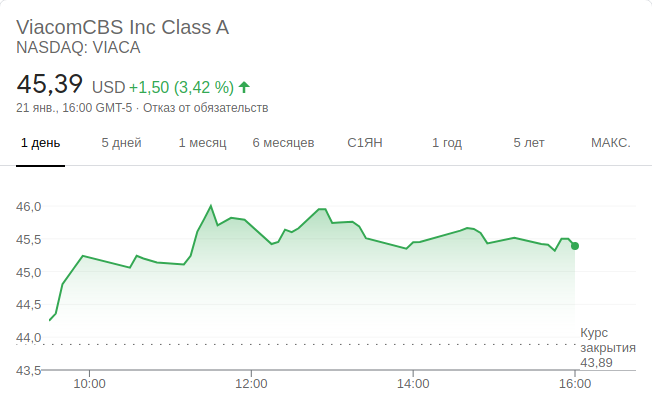 ViacomCBS Inc Class A
NASDAQ: VIACA
45,39 USD +1,50 (3,42 %)
21 янв., 16:00 GMT-5 · Отказ от обязательств
1 день 5 дней 1 месяц 6 месяцев С1ЯН 1 год 5 лет МАКС.
46,0
45,5
45,0
44,5
44,0
43,5
Курс
закрытия
43,89
10:00 12:00 14:00 16:00